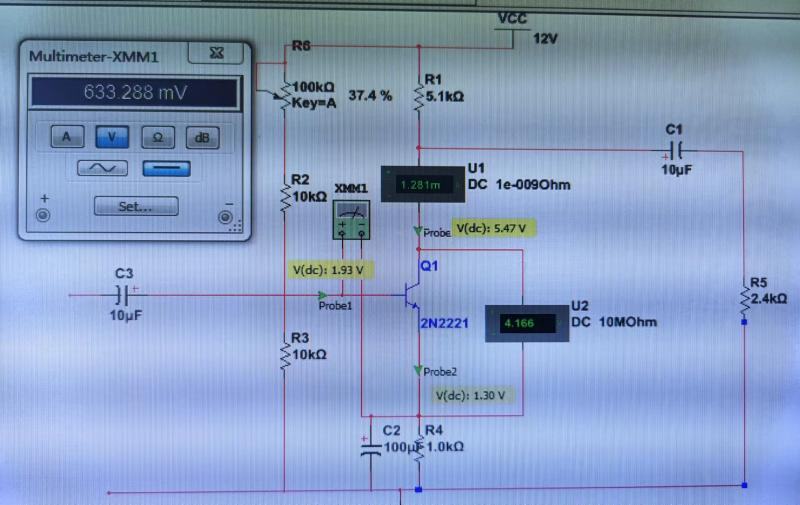 VCC
12V
Multimeter-XMM1
633.288 mV
A
V
Ω
dB
Set...
+
-
R6
100kΩ
Key=A
37.4 %
R1
5.1kΩ
C1
10µF
R2
10kΩ
XMM1
U1
1.281m
DC 1e-009Ohm
Probe
V(dc): 5.47 V
V(dc): 1.93 V
Q1
C3
10µF
Probe1
2N2221
U2
4.166
DC 10MOhm
R5
2.4kΩ
R3
10kΩ
Probe2
V(dc): 1.30 V
C2
100µF
R4
1.0kΩ